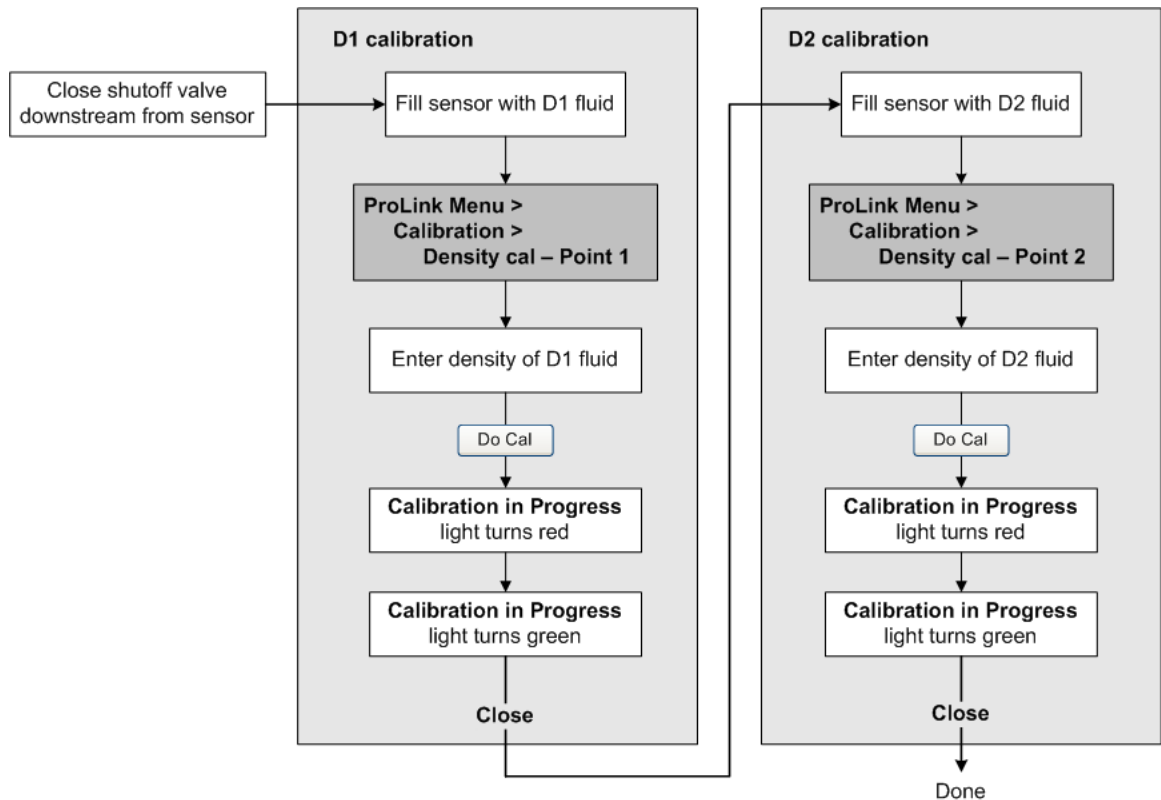 Close shutoff valve
downstream from sensor
D1 calibration
Fill sensor with D1 fluid
ProLink Menu >
Calibration >
Density cal – Point 1
Enter density of D1 fluid
Do Cal
Calibration in Progress
light turns red
Calibration in Progress
light turns green
Close
D2 calibration
Fill sensor with D2 fluid
ProLink Menu >
Calibration >
Density cal – Point 2
Enter density of D2 fluid
Do Cal
Calibration in Progress
light turns red
Calibration in Progress
light turns green
Close
Done